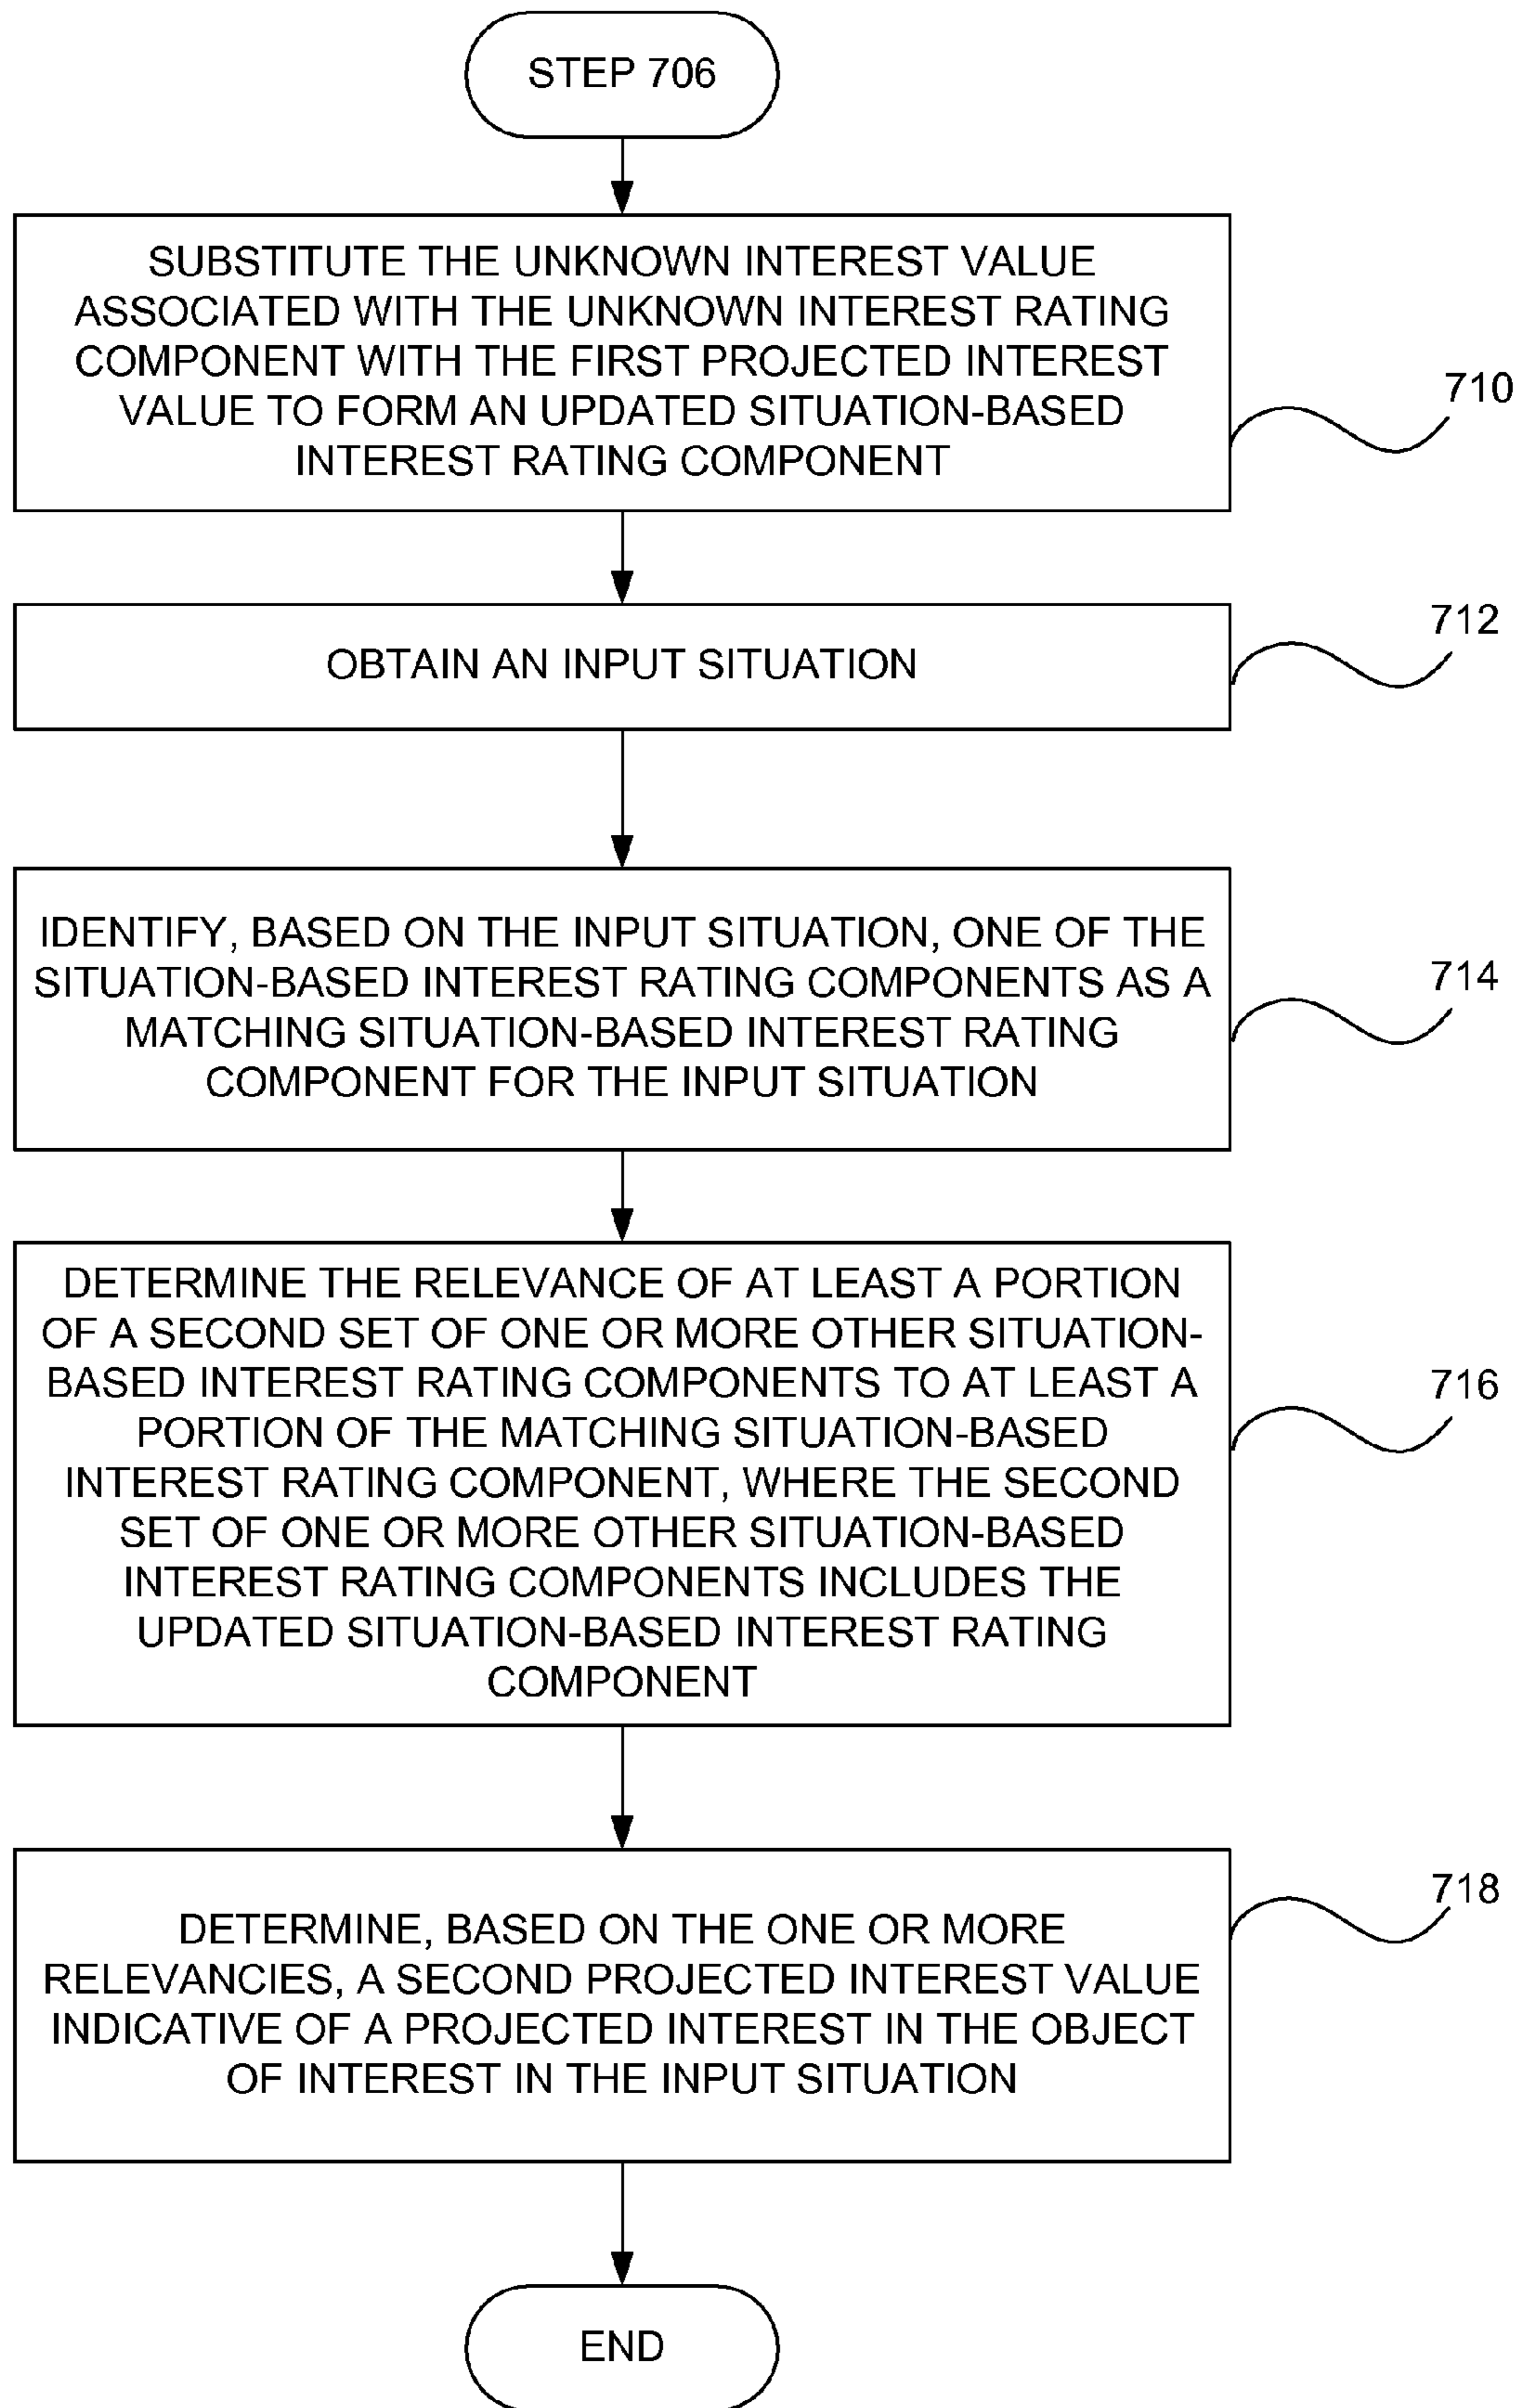 STEP 706
SUBSTITUTE THE UNKNOWN INTEREST VALUE
ASSOCIATED WITH THE UNKNOWN INTEREST RATING
COMPONENT WITH THE FIRST PROJECTED INTEREST
VALUE TO FORM AN UPDATED SITUATION-BASED
INTEREST RATING COMPONENT
710
OBTAIN AN INPUT SITUATION
712
IDENTIFY, BASED ON THE INPUT SITUATION, ONE OF THE
SITUATION-BASED INTEREST RATING COMPONENTS AS A
MATCHING SITUATION-BASED INTEREST RATING
COMPONENT FOR THE INPUT SITUATION
714
DETERMINE THE RELEVANCE OF AT LEAST A PORTION
OF A SECOND SET OF ONE OR MORE OTHER SITUATION-
BASED INTEREST RATING COMPONENTS TO AT LEAST A
PORTION OF THE MATCHING SITUATION-BASED
INTEREST RATING COMPONENT, WHERE THE SECOND
SET OF ONE OR MORE OTHER SITUATION-BASED
INTEREST RATING COMPONENTS INCLUDES THE
UPDATED SITUATION-BASED INTEREST RATING
COMPONENT
716
DETERMINE, BASED ON THE ONE OR MORE
RELEVANCIES, A SECOND PROJECTED INTEREST VALUE
INDICATIVE OF A PROJECTED INTEREST IN THE OBJECT
OF INTEREST IN THE INPUT SITUATION
718
END